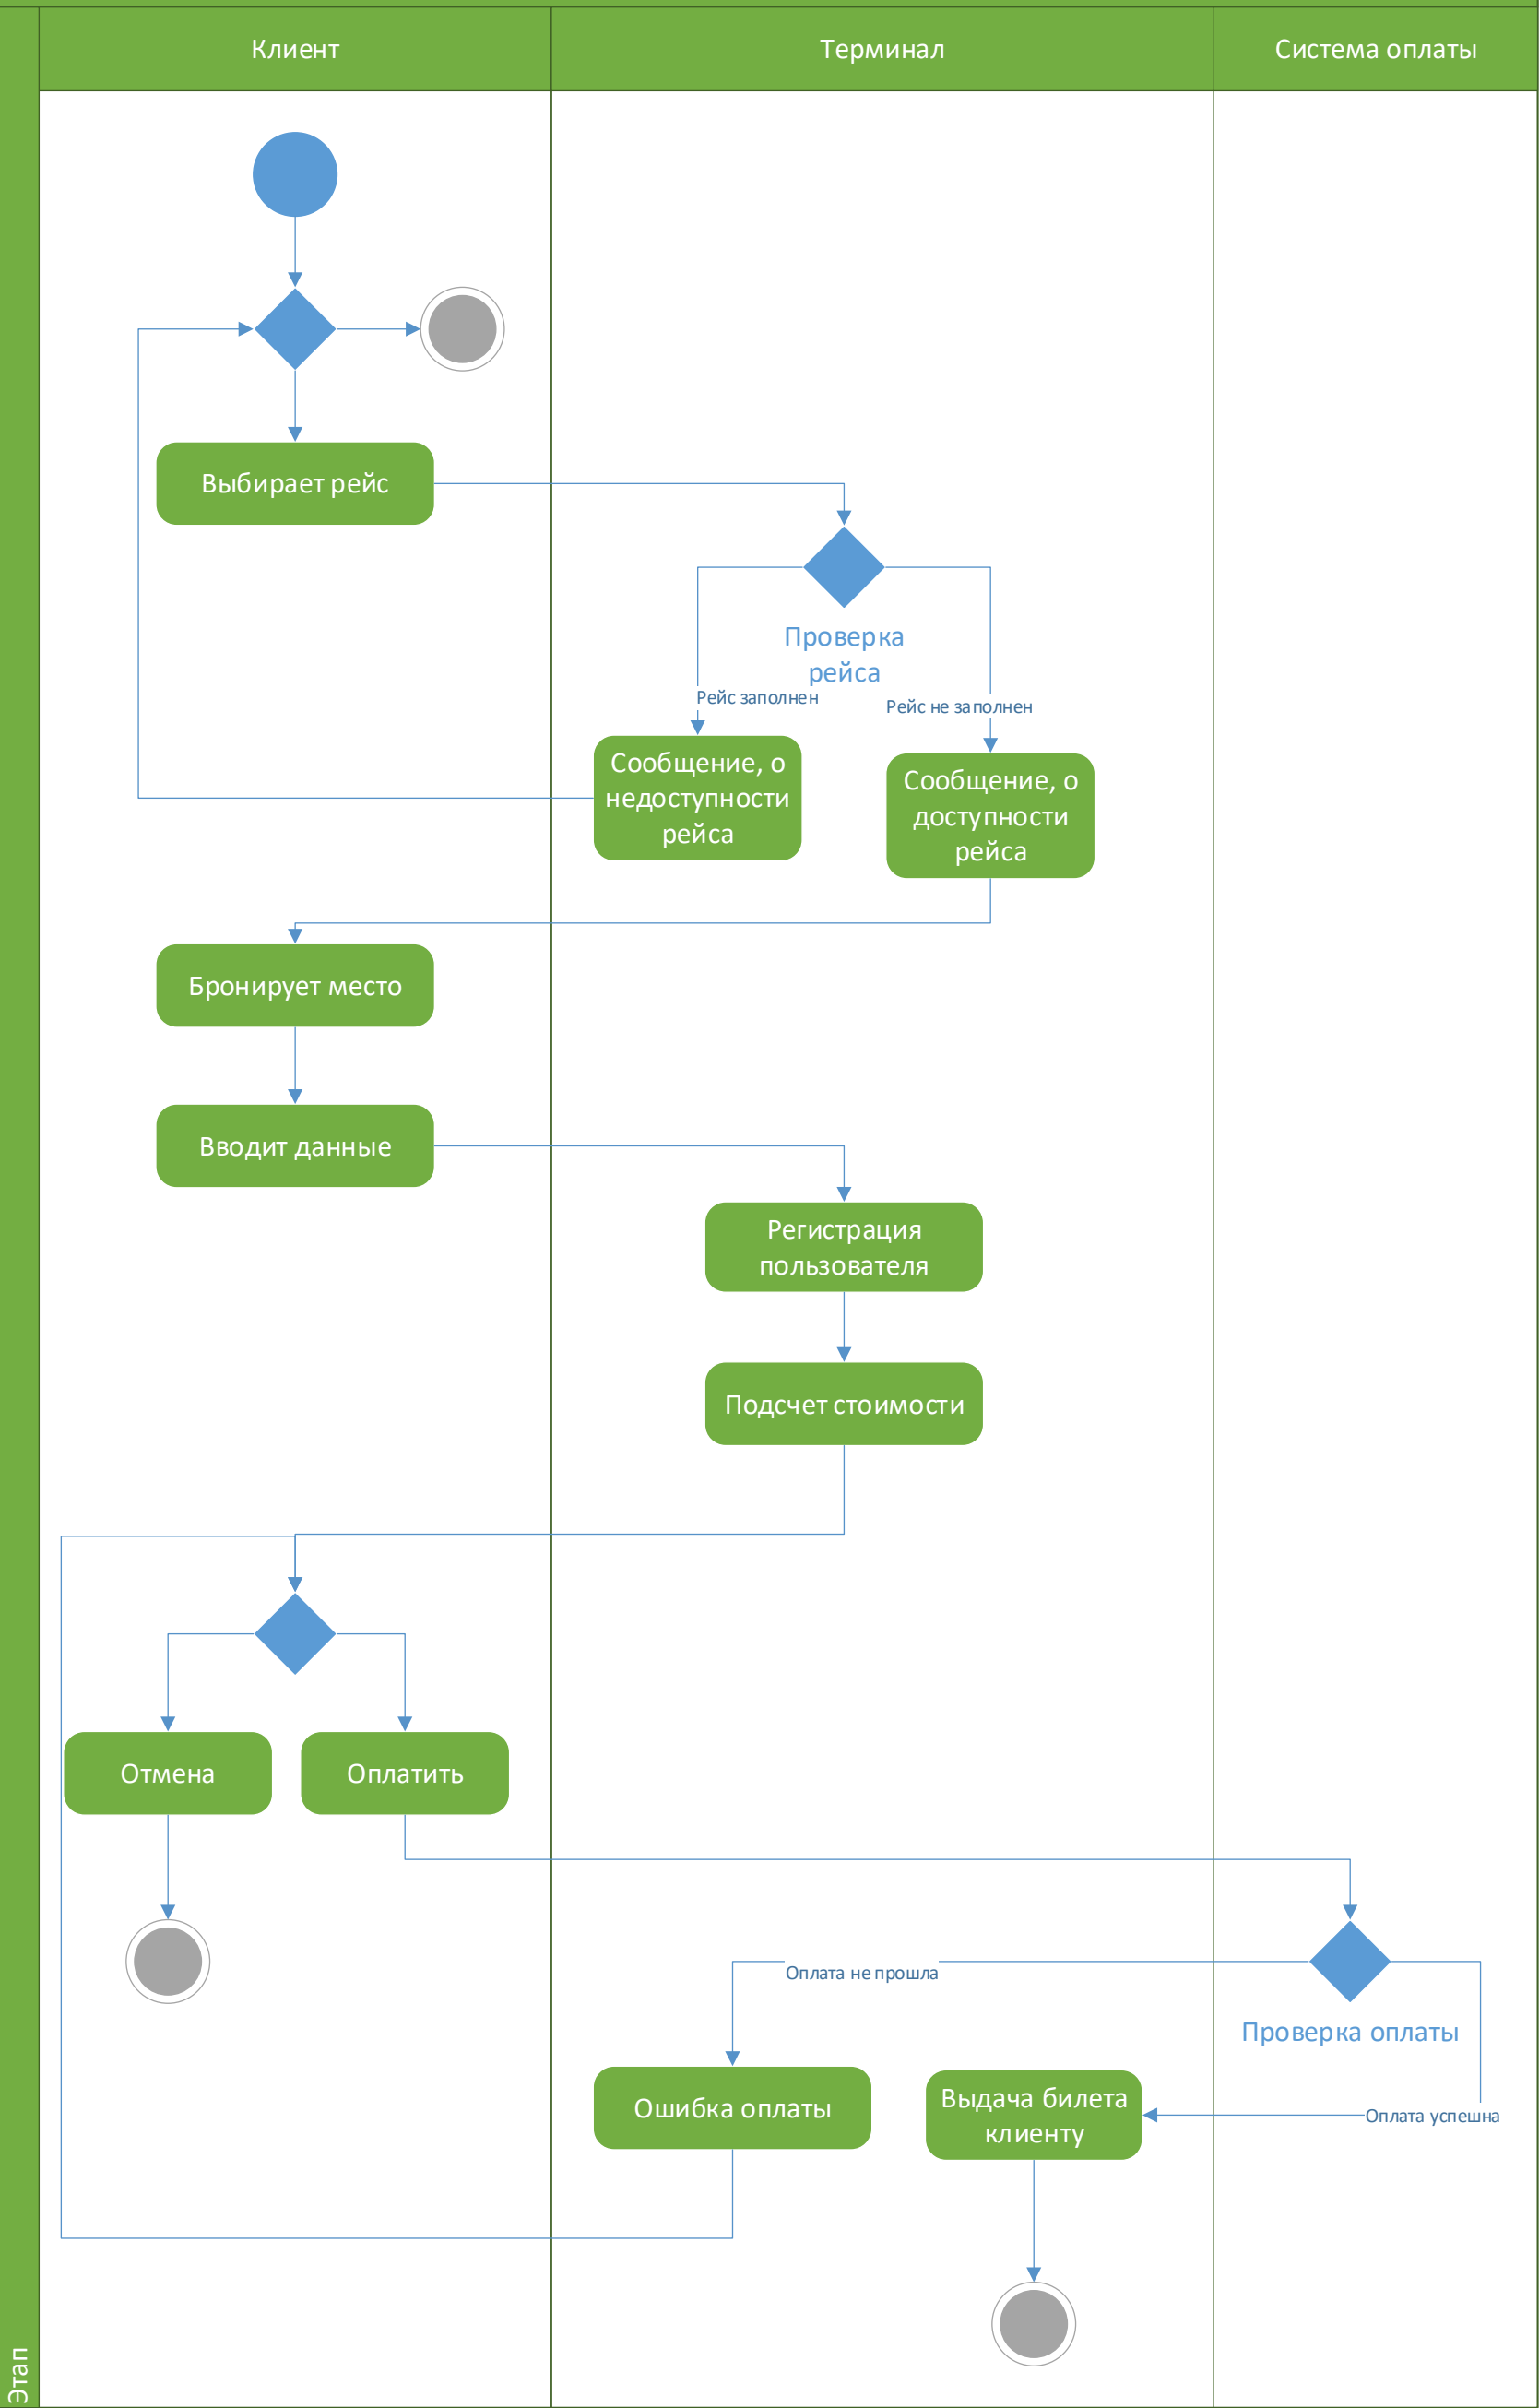 Клиент
Терминал
Система оплаты
Выбирает рейс
Проверка
рейса
Рейс заполнен
Рейс не заполнен
Сообщение, о
недоступности
рейса
Сообщение, о
доступности
рейса
Бронирует место
Вводит данные
Регистрация
пользователя
Подсчет стоимости
Отмена
Оплатить
Оплата не прошла
Проверка оплаты
Ошибка оплаты
Выдача билета
клиенту
Оплата успешна
Этап